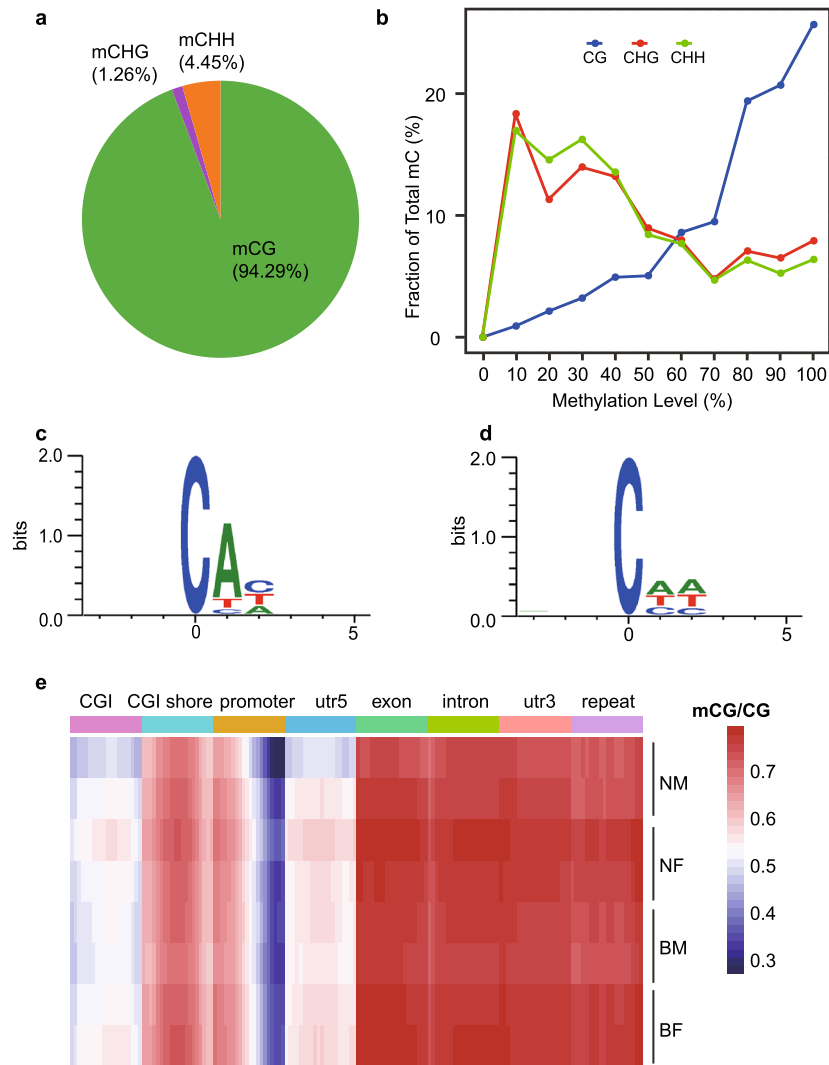 a
mCHG
(1.26%)
mCHH
(4.45%)
mCG
(94.29%)
b
Fraction of Total mC (%)
20
10
0
CG CHG CHH
0 10 20 30 40 50 60 70 80 90 100
Methylation Level (%)
c
bits
2.0
1.0
0.0
C A T C C T A
0 5
d
bits
2.0
1.0
0.0
C A T C A T C
0 5
e
CGI CGI shore promoter utr5 exon intron utr3 repeat
NM
NF
BM
BF
mCG/CG
0.7
0.6
0.5
0.4
0.3